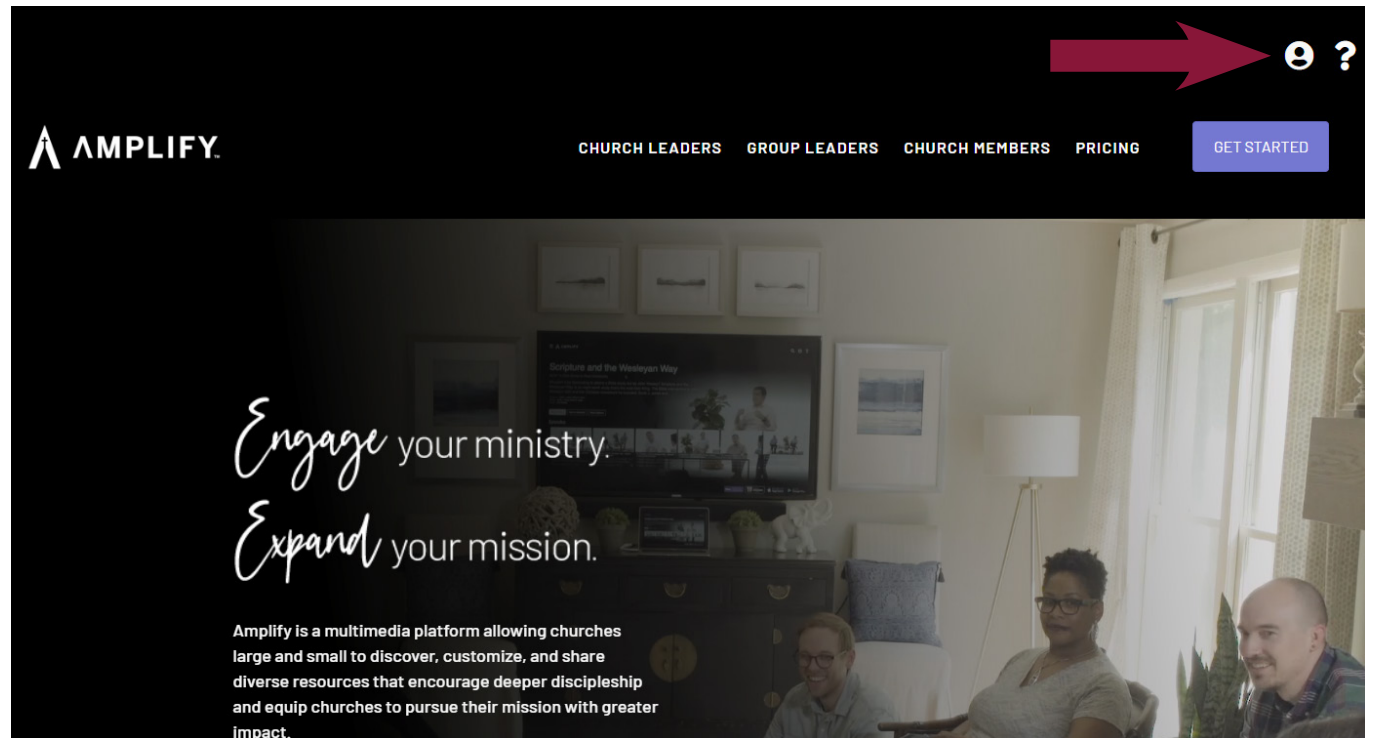 ?
AMPLIFY™
CHURCH LEADERS GROUP LEADERS CHURCH MEMBERS PRICING GET STARTED
Scripture and the Wesleyan Way
Engage your ministry.
Expand your mission.
Amplify is a multimedia platform allowing churches
large and small to discover, customize, and share
diverse resources that encourage deeper discipleship
and equip churches to pursue their mission with greater
impact.